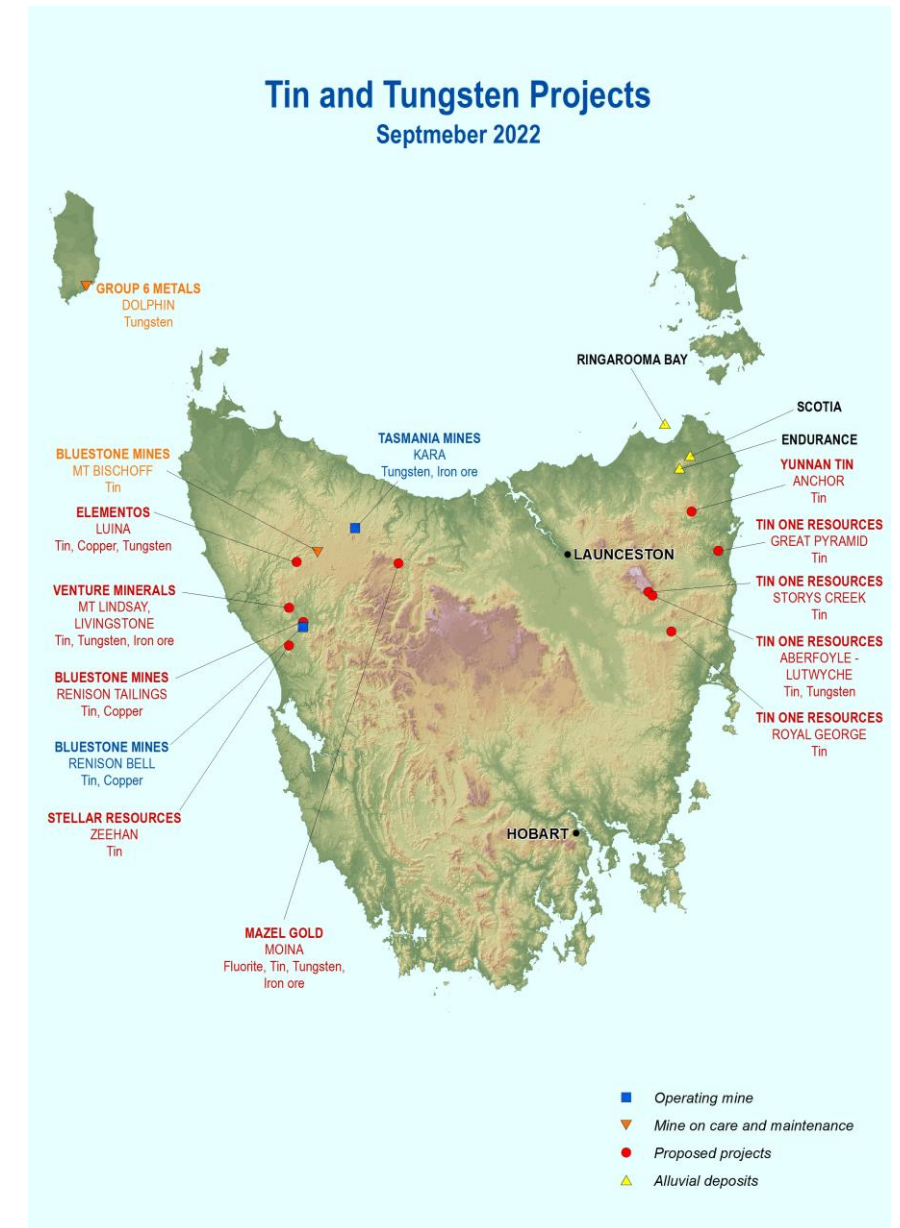 Tin and Tungsten Projects
Septmeber 2022
GROUP 6 METALS
DOLPHIN
Tungsten
RINGAROOMA BAY
SCOTIA
ENDURANCE
TASMANIA MINES
KARA
Tungsten, Iron ore
BLUESTONE MINES
MT BISCHOFF
Tin
YUNNAN TIN
ANCHOR
Tin
ELEMENTOS
LUINA
Tin, Copper, Tungsten
TIN ONE RESOURCES
GREAT PYRAMID
Tin
LAUNCESTON
TIN ONE RESOURCES
STORYS CREEK
Tin
VENTURE MINERALS
MT LINDSAY,
LIVINGSTONE
Tin, Tungsten, Iron ore
TIN ONE RESOURCES
ABERFOYLE -
LUTWYCHE
Tin, Tungsten
BLUESTONE MINES
RENISON TAILINGS
Tin, Copper
TIN ONE RESOURCES
ROYAL GEORGE
Tin
BLUESTONE MINES
RENISON BELL
Tin, Copper
STELLAR RESOURCES
ZEEHAN
Tin
HOBART
MAZEL GOLD
MOINA
Fluorite, Tin, Tungsten,
Iron ore
Operating mine
Mine on care and maintenance
Proposed projects
Alluvial deposits